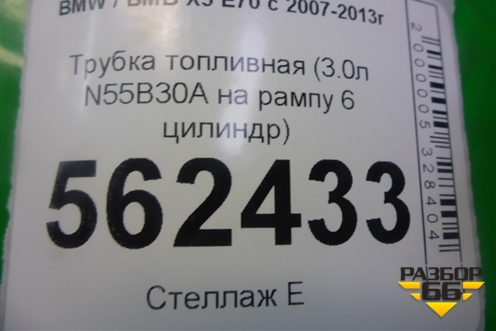 BMW / БМВ X5 E70 с 2007-2013г
Трубка топливная (3.0л
N55B30A на рампу 6
цилиндр)
562433
Стеллаж Е
2000005328404
РАЗБОР
66